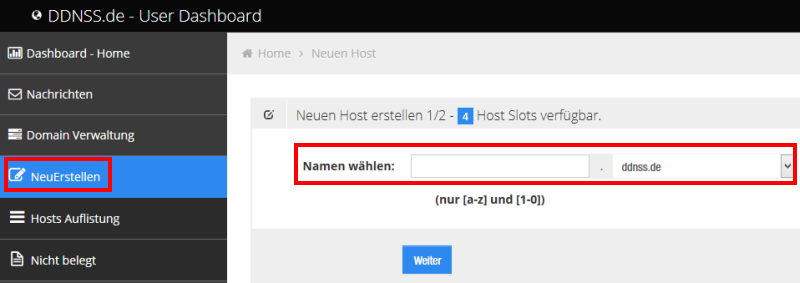 DDNSS.de - User Dashboard
Dashboard - Home
Home > Neuen Host
Nachrichten
Neuen Host erstellen 1/2 - 4 Host Slots verfügbar.
Domain Verwaltung
Namen wählen: . ddnss.de
NeuErstellen
(nur [a-z] und [1-0])
Hosts Auflistung
Nicht belegt
Weiter